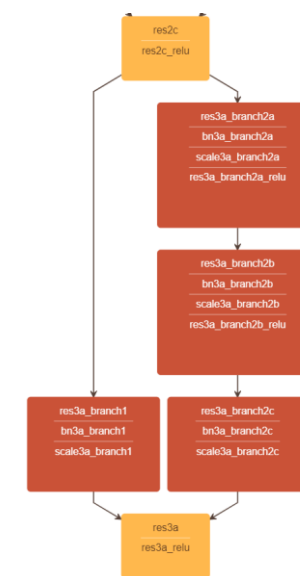 res2c
res2c_relu
res3a_branch2a
bn3a_branch2a
scale3a_branch2a
res3a_branch2a_relu
res3a_branch2b
bn3a_branch2b
scale3a_branch2b
res3a_branch2b_relu
res3a_branch1
bn3a_branch1
scale3a_branch1
res3a_branch2c
bn3a_branch2c
scale3a_branch2c
res3a
res3a_relu